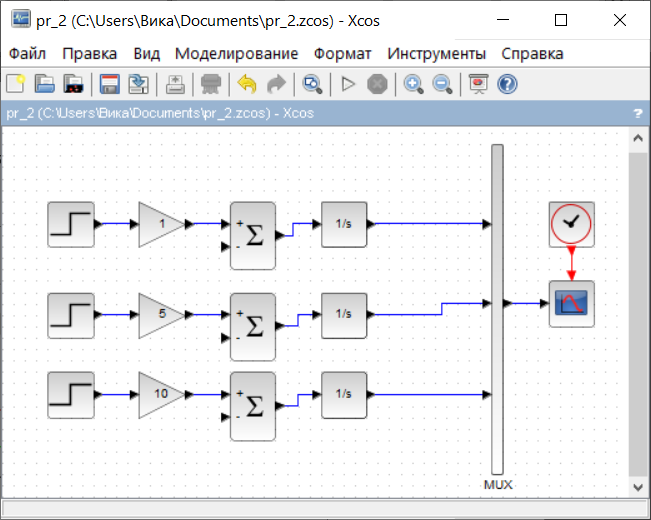 pr_2 (C:\Users\Вика\Documents\pr_2.zcos) - Xcos
Файл Правка Вид Моделирование Формат Инструменты Справка
pr_2 (C:\Users\Вика\Documents\pr_2.zcos) - Xcos ?
1 + - Σ 1/s
5 + - Σ 1/s
10 + - Σ 1/s
MUX